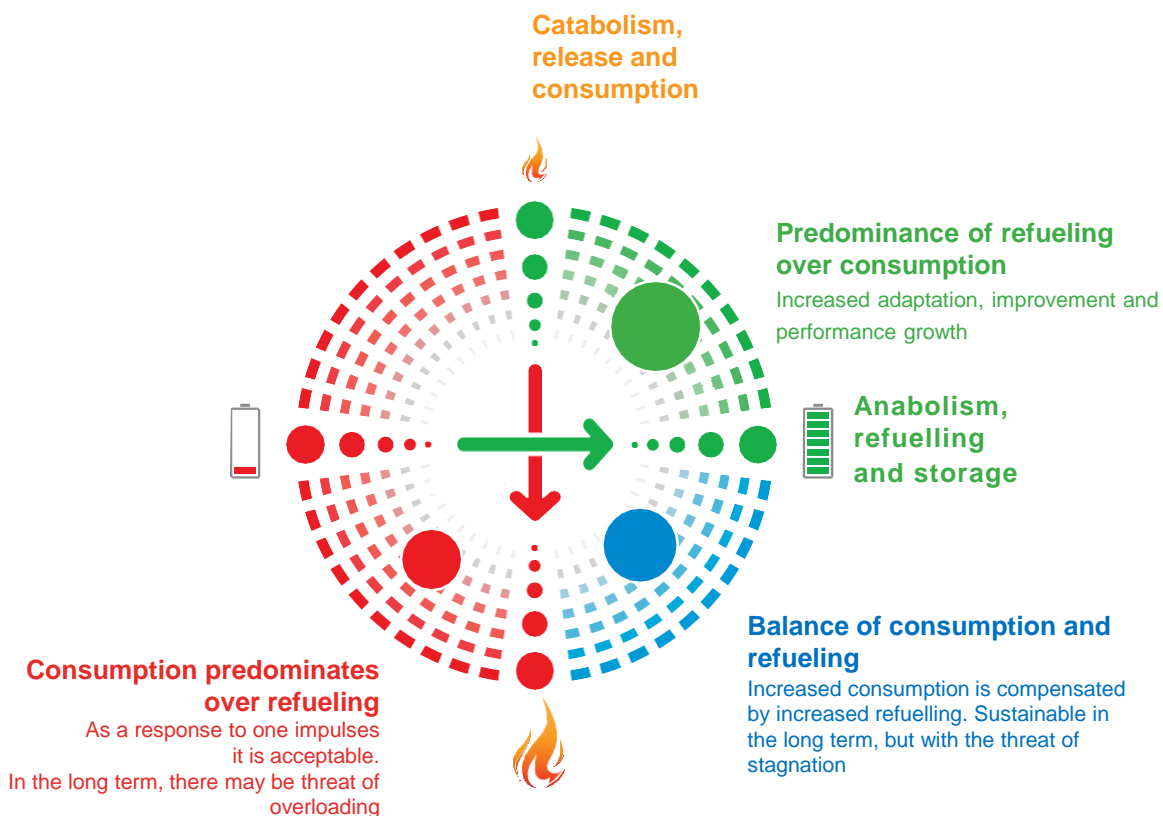 Catabolism,
release and
consumption
Predominance of refueling
over consumption
Increased adaptation, improvement and
performance growth
Anabolism,
refuelling
and storage
Balance of consumption and
refueling
Increased consumption is compensated
by increased refuelling. Sustainable in
the long term, but with the threat of
stagnation
Consumption predominates
over refueling
As a response to one impulses
it is acceptable.
In the long term, there may be threat of
overloading